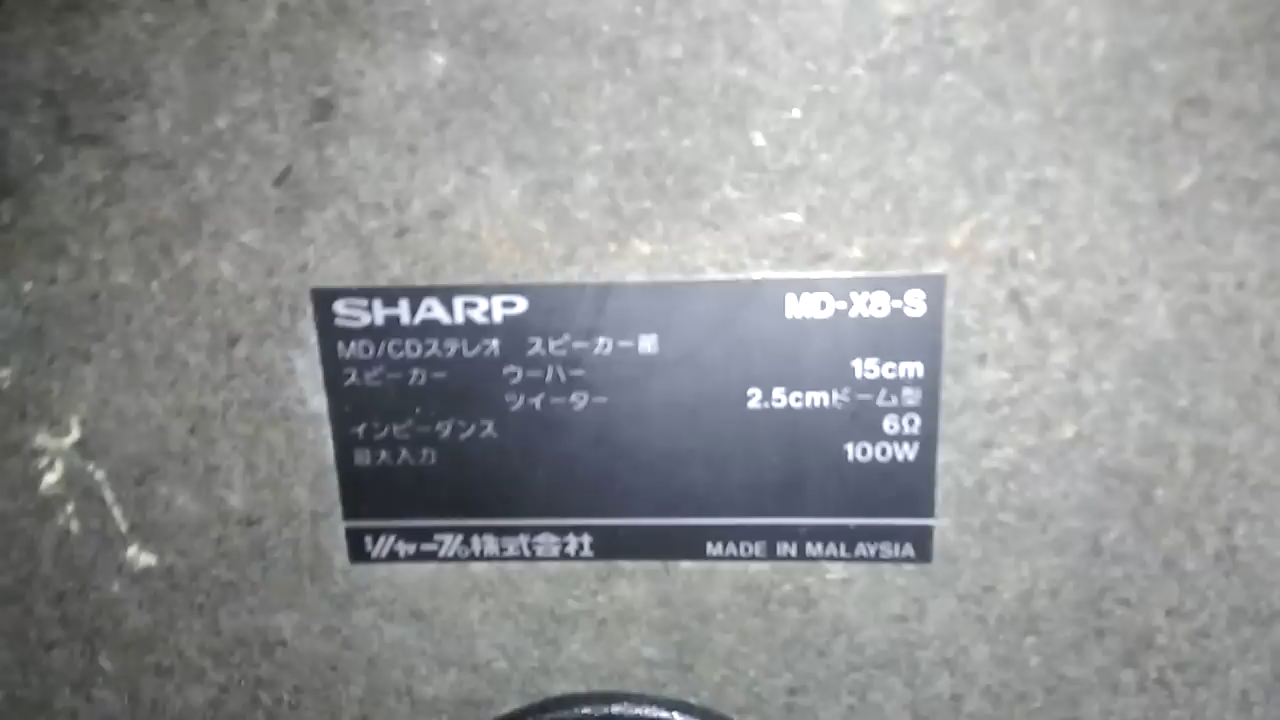 SHARP MD-X8-S
MD/CDステレオ スピーカー部
スピーカー ウーハー 15cm
ツイーター 2.5cmドーム型
インピーダンス 6Ω
最大入力 100W
シャープ株式会社 MADE IN MALAYSIA